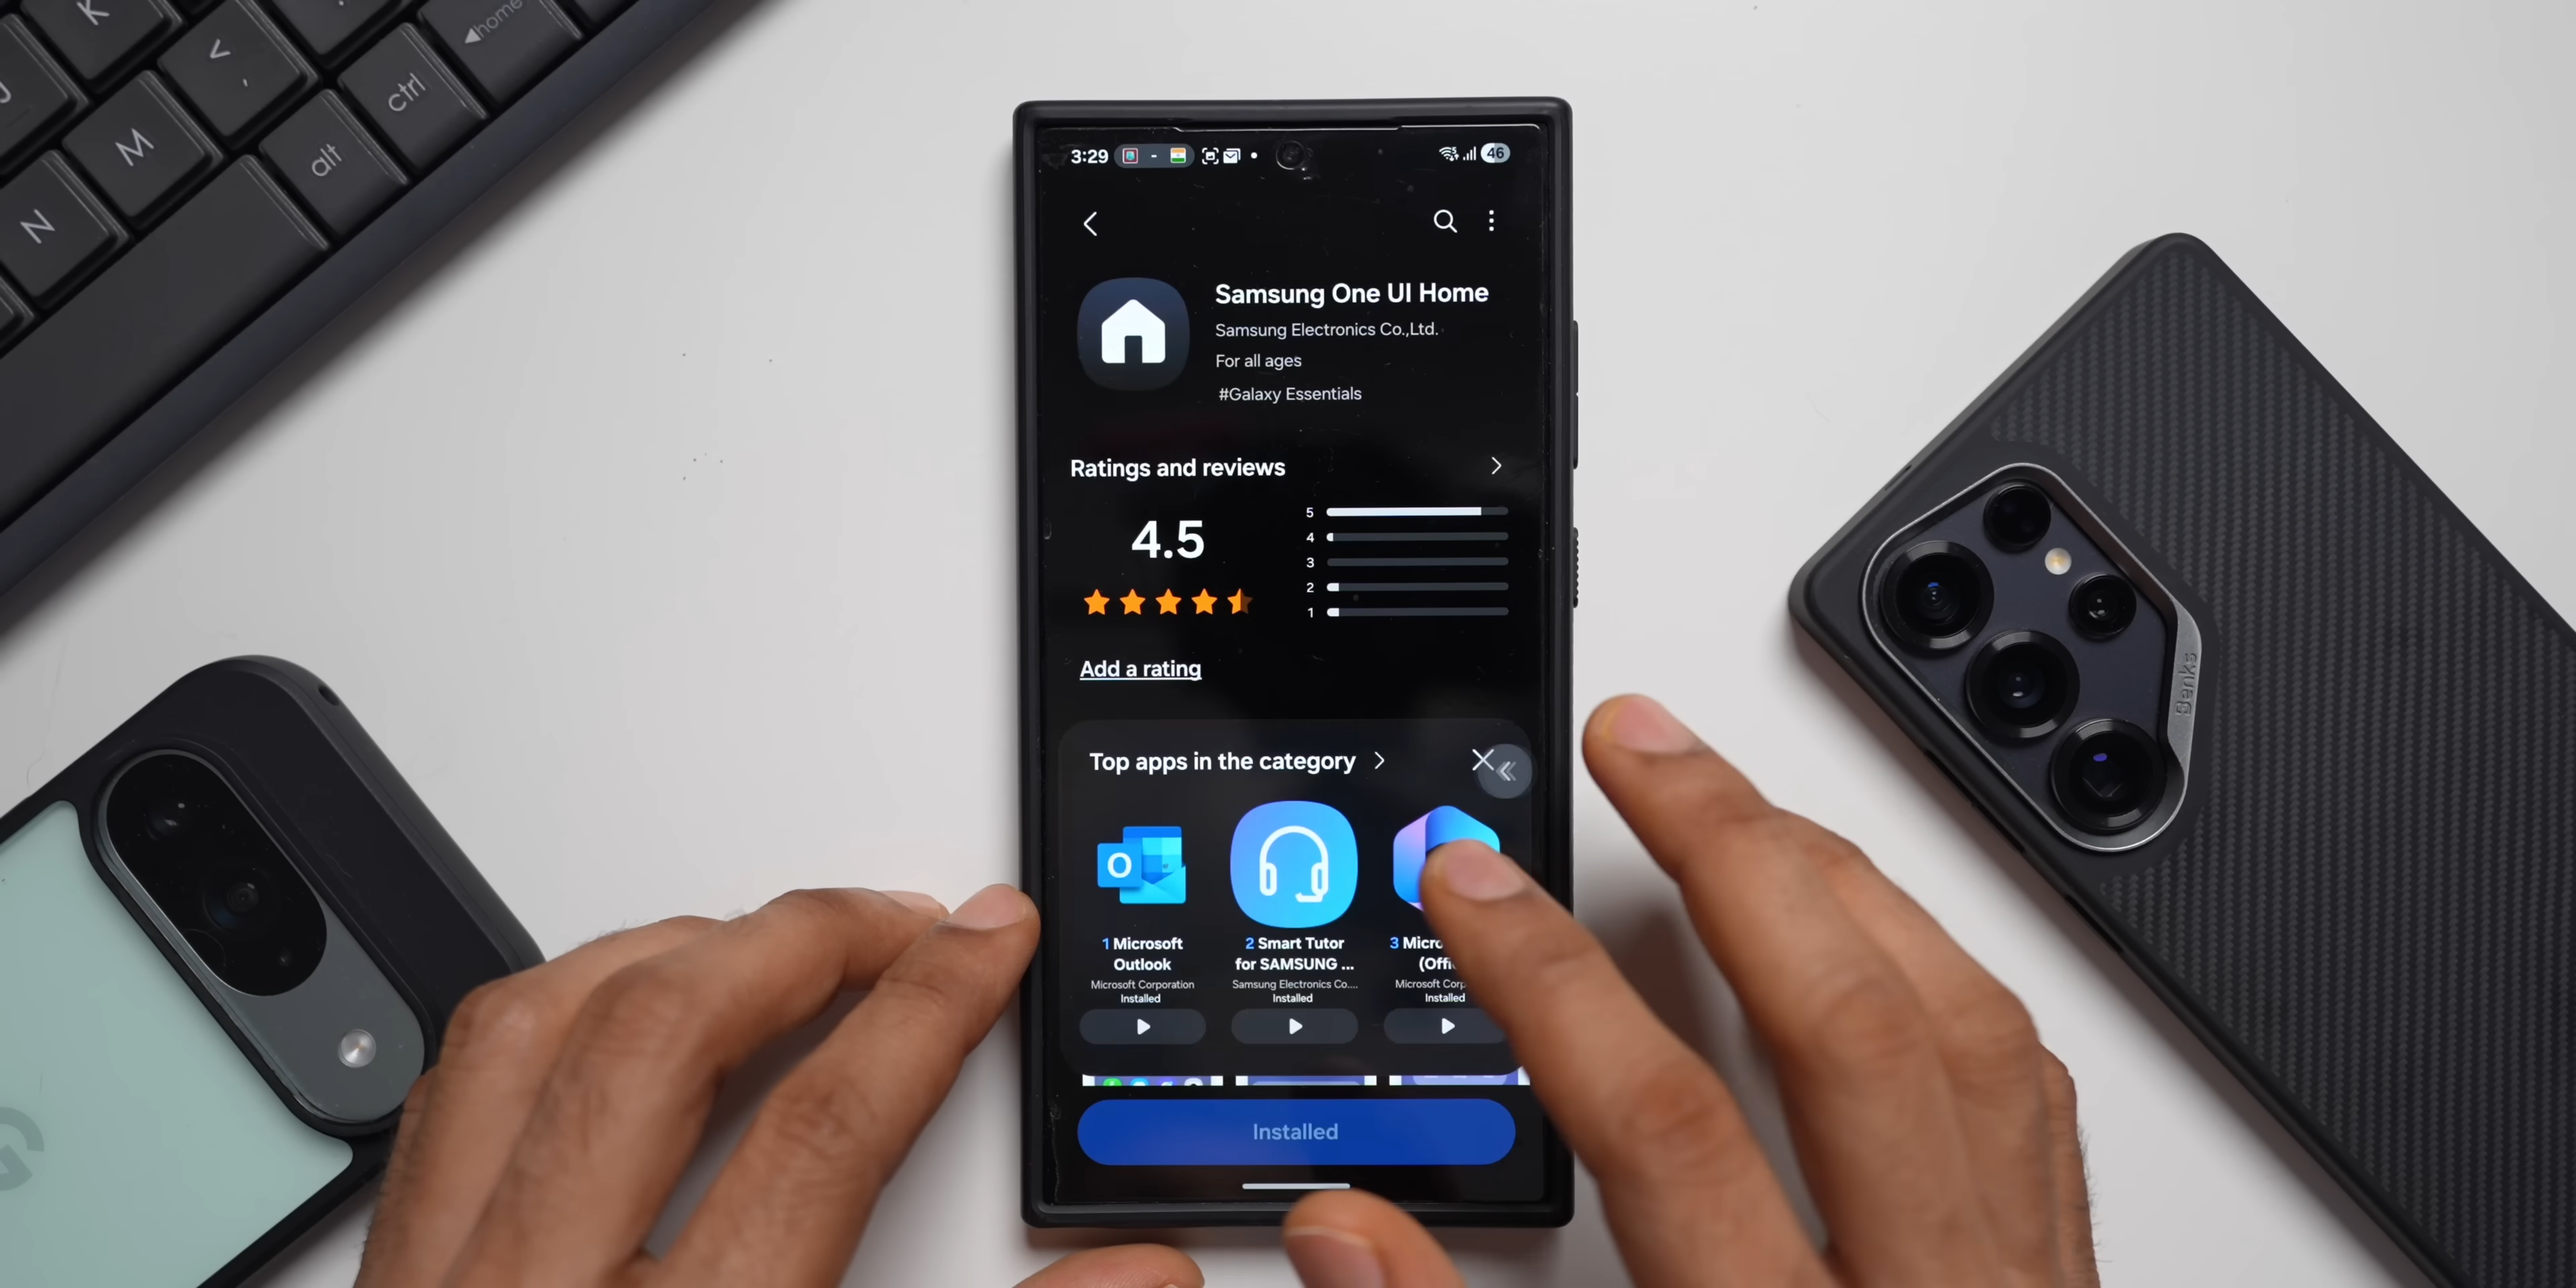 K
◀home
V ,
ctrl
J
M
alt
N
3:29
46
Samsung One UI Home
Samsung Electronics Co.,Ltd.
For all ages
#Galaxy Essentials
Ratings and reviews
4.5
5
4
3
2
1
Add a rating
Top apps in the category
O
1 Microsoft Outlook
Microsoft Corporation
Installed
2 Smart Tutor for SAMSUNG ...
Samsung Electronics Co....
Installed
3 Micro
(Offi
Microsoft Corp
Installed
Installed
Benks
G